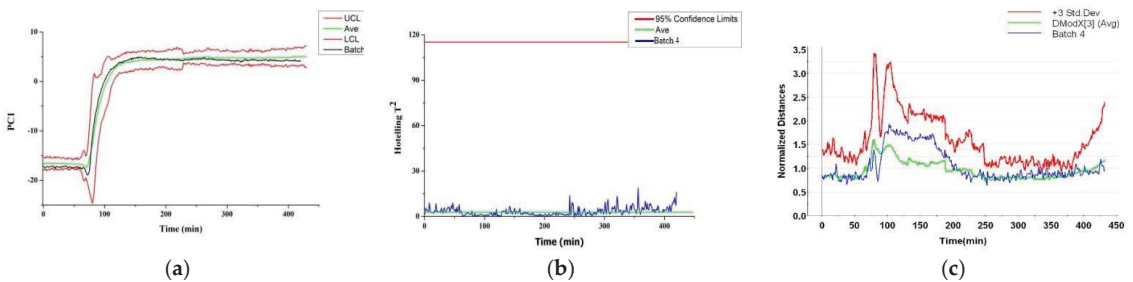 UCL
Ave
LCL
Batch
PC1
10
0
-10
-20
0 100 200 300 400
Time (min)
(a)
95% Confidence Limits
Ave
Batch 4
Hotelling T²
120
90
60
30
0
0 100 200 300 400
Time (min)
(b)
+3 Std.Dev
DModX[3] (Avg)
Batch 4
Normalized Distances
3.5
3.0
2.5
2.0
1.5
1.0
0.5
0.0
0 50 100 150 200 250 300 350 400 450
Time(min)
(c)